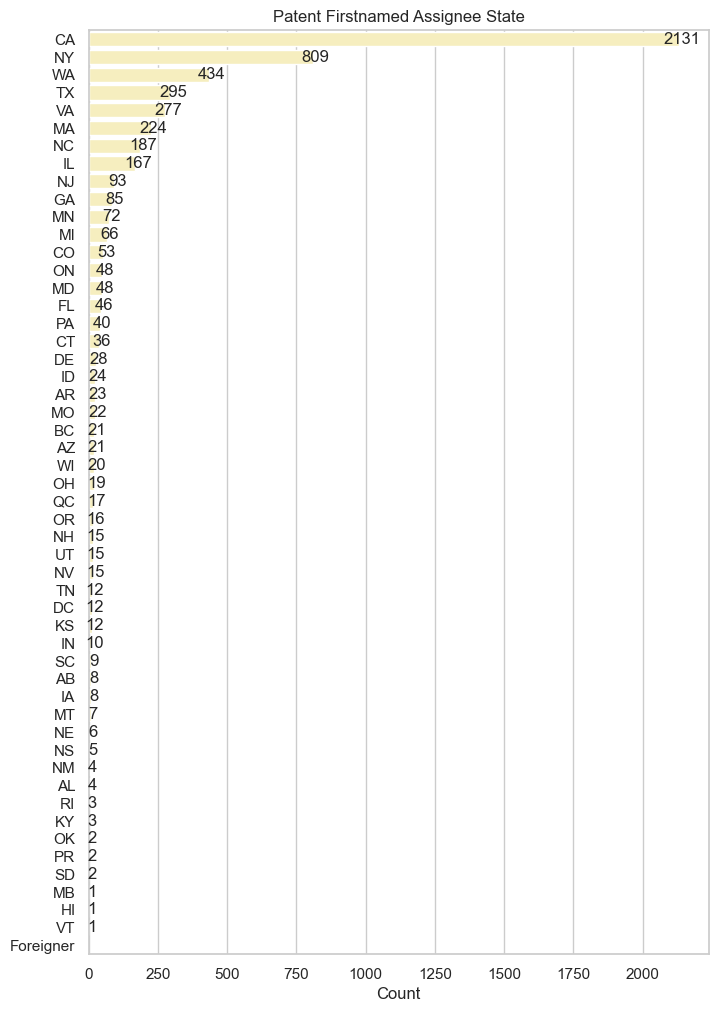 Patent Firstnamed Assignee State
CA 2131
NY 809
WA 434
TX 295
VA 277
MA 224
NC 187
IL 167
NJ 93
GA 85
MN 72
MI 66
CO 53
ON 48
MD 48
FL 46
PA 40
CT 36
DE 28
ID 24
AR 23
MO 22
BC 21
AZ 21
WI 20
OH 19
QC 17
OR 16
NH 15
UT 15
NV 15
TN 12
DC 12
KS 12
IN 10
SC 9
AB 8
IA 8
MT 7
NE 6
NS 5
NM 4
AL 4
RI 3
KY 3
OK 2
PR 2
SD 2
MB 1
HI 1
VT 1
Foreigner
0 250 500 750 1000 1250 1500 1750 2000
Count